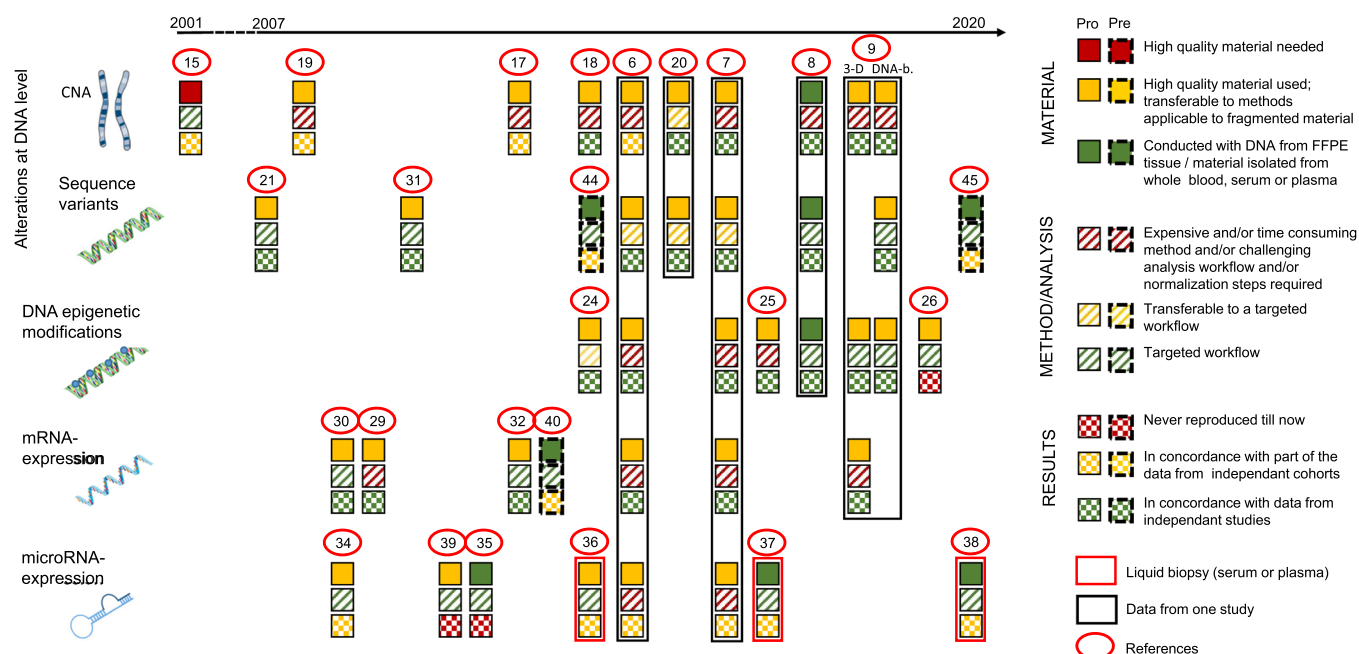 2001
2007
2020
Alterations at DNA level
CNA
15
19
17
18
6
20
7
8
9
3-D DNA-b.
Sequence
variants
21
31
44
45
DNA epigenetic
modifications
24
25
26
mRNA-
expression
30
29
32
40
microRNA-
expression
34
39
35
36
37
38
Pro Pre
MATERIAL
High quality material needed
High quality material used;
transferable to methods
applicable to fragmented material
Conducted with DNA from FFPE
tissue / material isolated from
whole blood, serum or plasma
METHOD/ANALYSIS
Expensive and/or time consuming
method and/or challenging
analysis workflow and/or
normalization steps required
Transferable to a targeted
workflow
Targeted workflow
RESULTS
Never reproduced till now
In concordance with part of the
data from independant cohorts
In concordance with data from
independant studies
Liquid biopsy (serum or plasma)
Data from one study
References